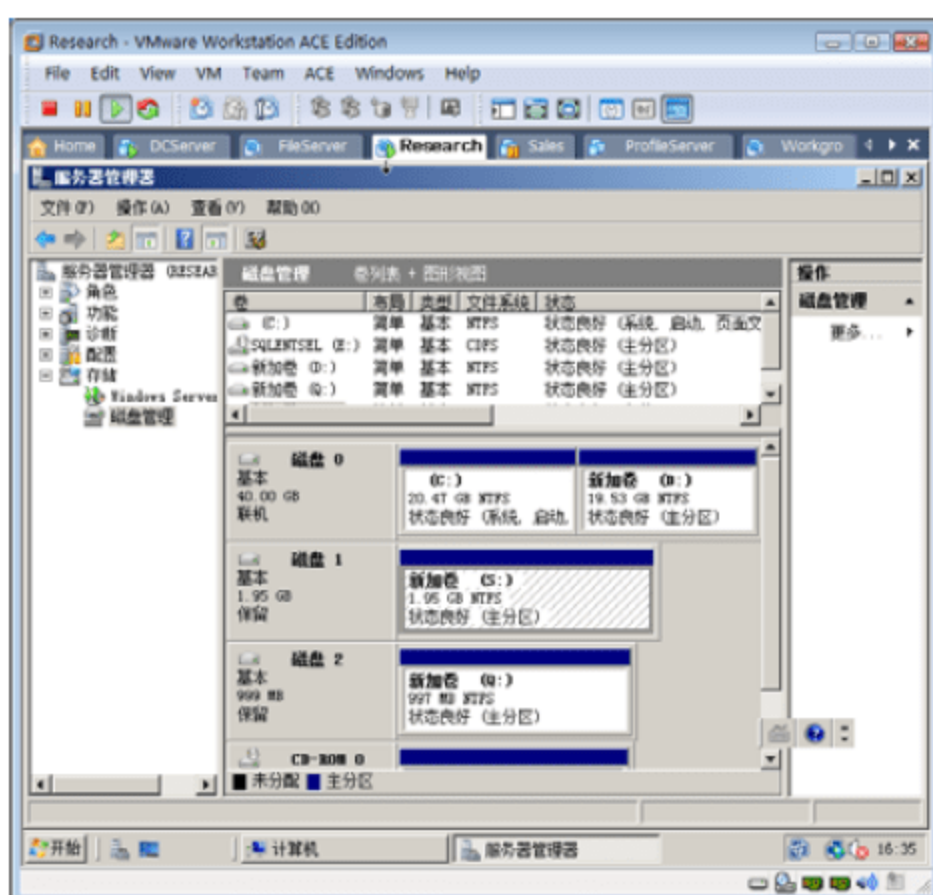 Research - VMware Workstation ACE Edition
File Edit View VM Team ACE Windows Help
Home DCServer FileServer Research Sales ProfileServer Workgro
服务器管理器
文件(F) 操作(A) 查看(V) 帮助(H)
服务器管理器 (RESEAR
角色
功能
诊断
配置
存储
Windows Server
磁盘管理
磁盘管理 卷列表 + 图形视图
卷 布局 类型 文件系统 状态
(C:) 简单 基本 NTFS 状态良好 (系统, 启动, 页面文
SQLENTSEL (E:) 简单 基本 CDFS 状态良好 (主分区)
新加卷 (D:) 简单 基本 NTFS 状态良好 (主分区)
新加卷 (Q:) 简单 基本 NTFS 状态良好 (主分区)
操作
磁盘管理
更多...
磁盘 0
基本
40.00 GB
联机
(C:)
20.47 GB NTFS
状态良好 (系统, 启动,
新加卷 (D:)
19.53 GB NTFS
状态良好 (主分区)
磁盘 1
基本
1.95 GB
保留
新加卷 (S:)
1.95 GB NTFS
状态良好 (主分区)
磁盘 2
基本
999 MB
保留
新加卷 (Q:)
997 MB NTFS
状态良好 (主分区)
CD-ROM 0
未分配 主分区
开始 计算机 服务器管理器 16:35